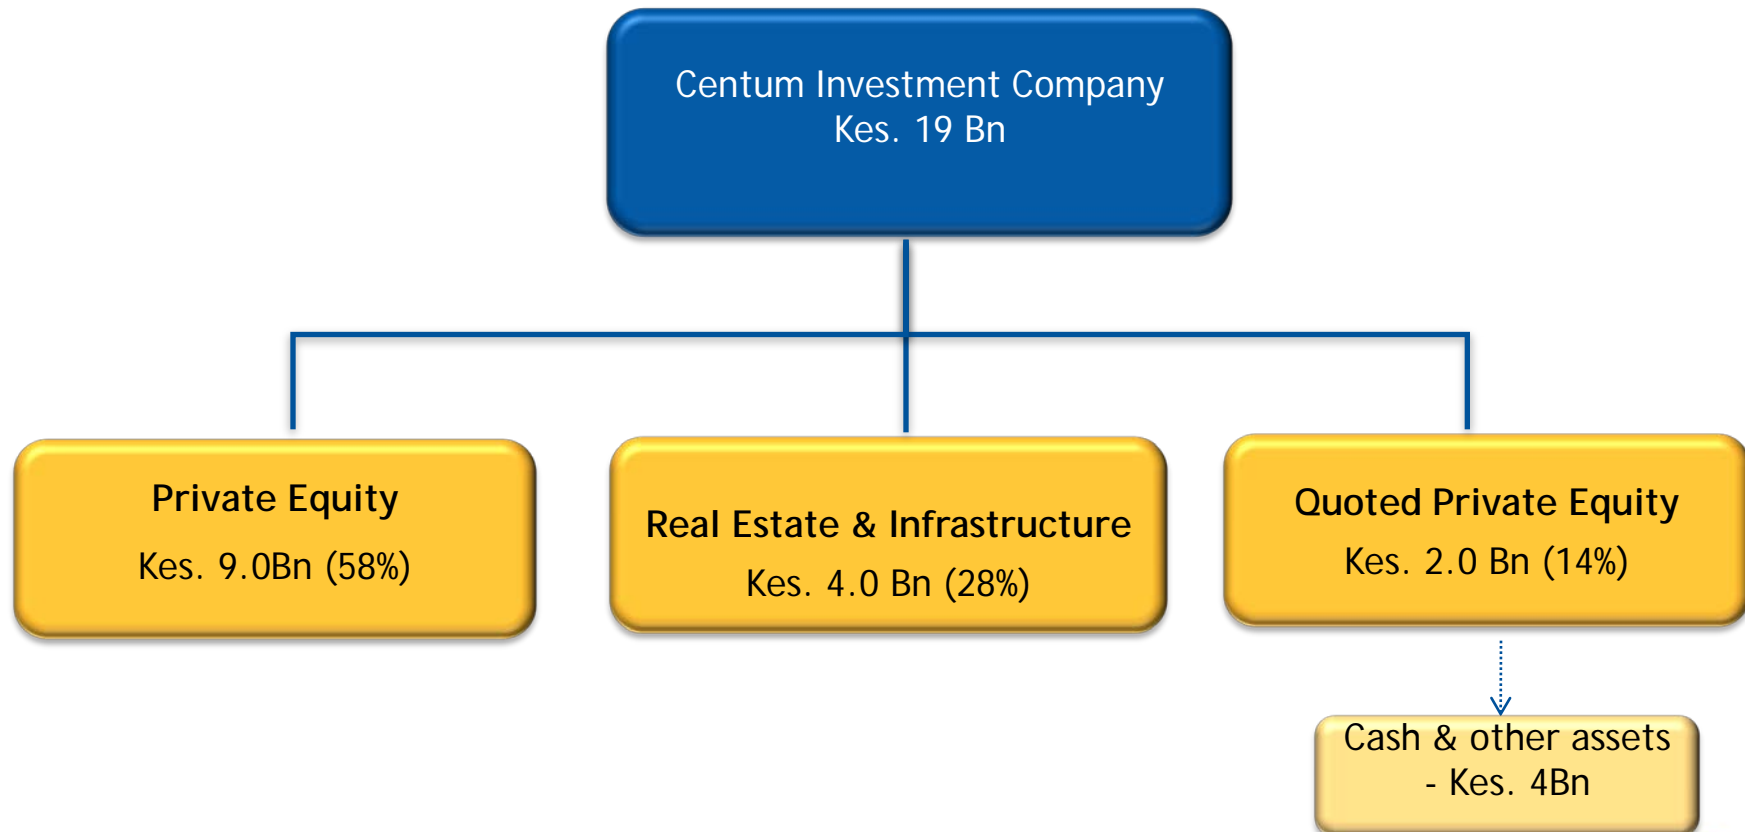 Centum Investment Company
Kes. 19 Bn
Private Equity
Kes. 9.0Bn (58%)
Real Estate & Infrastructure
Kes. 4.0 Bn (28%)
Quoted Private Equity
Kes. 2.0 Bn (14%)
Cash & other assets
- Kes. 4Bn